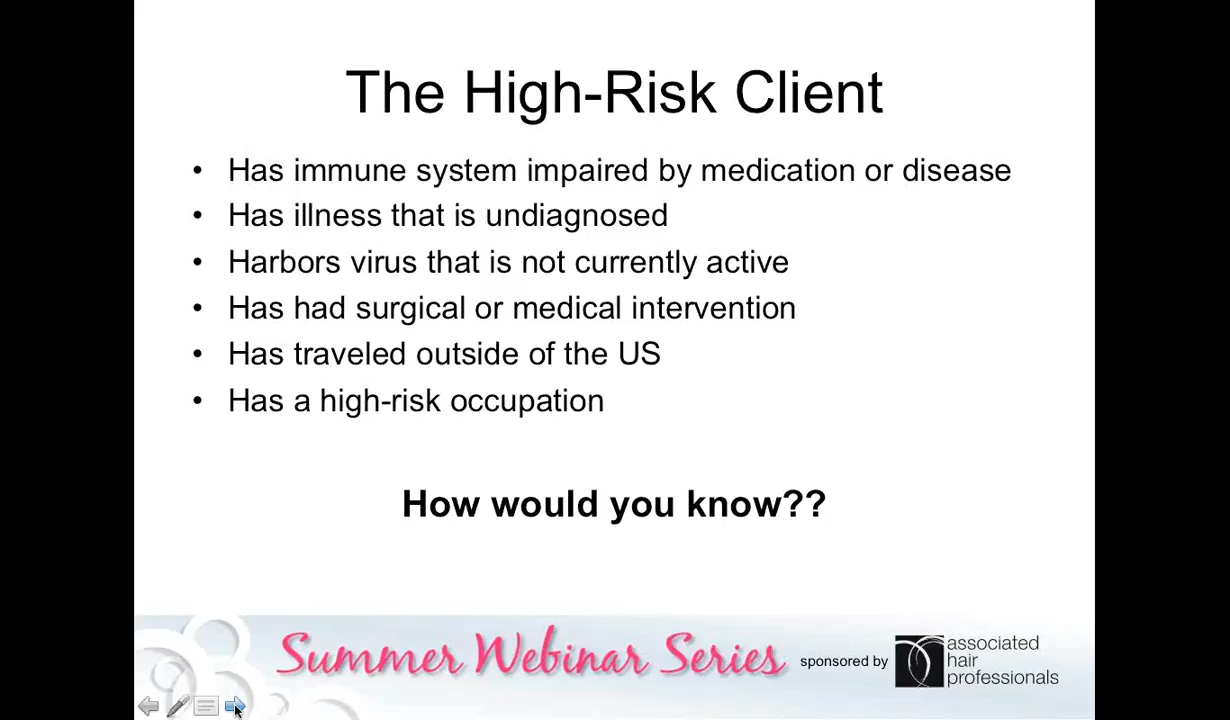 The High-Risk Client
• Has immune system impaired by medication or disease
• Has illness that is undiagnosed
• Harbors virus that is not currently active
• Has had surgical or medical intervention
• Has traveled outside of the US
• Has a high-risk occupation
How would you know??
Summer Webinar Series
sponsored by
associated
hair
professionals